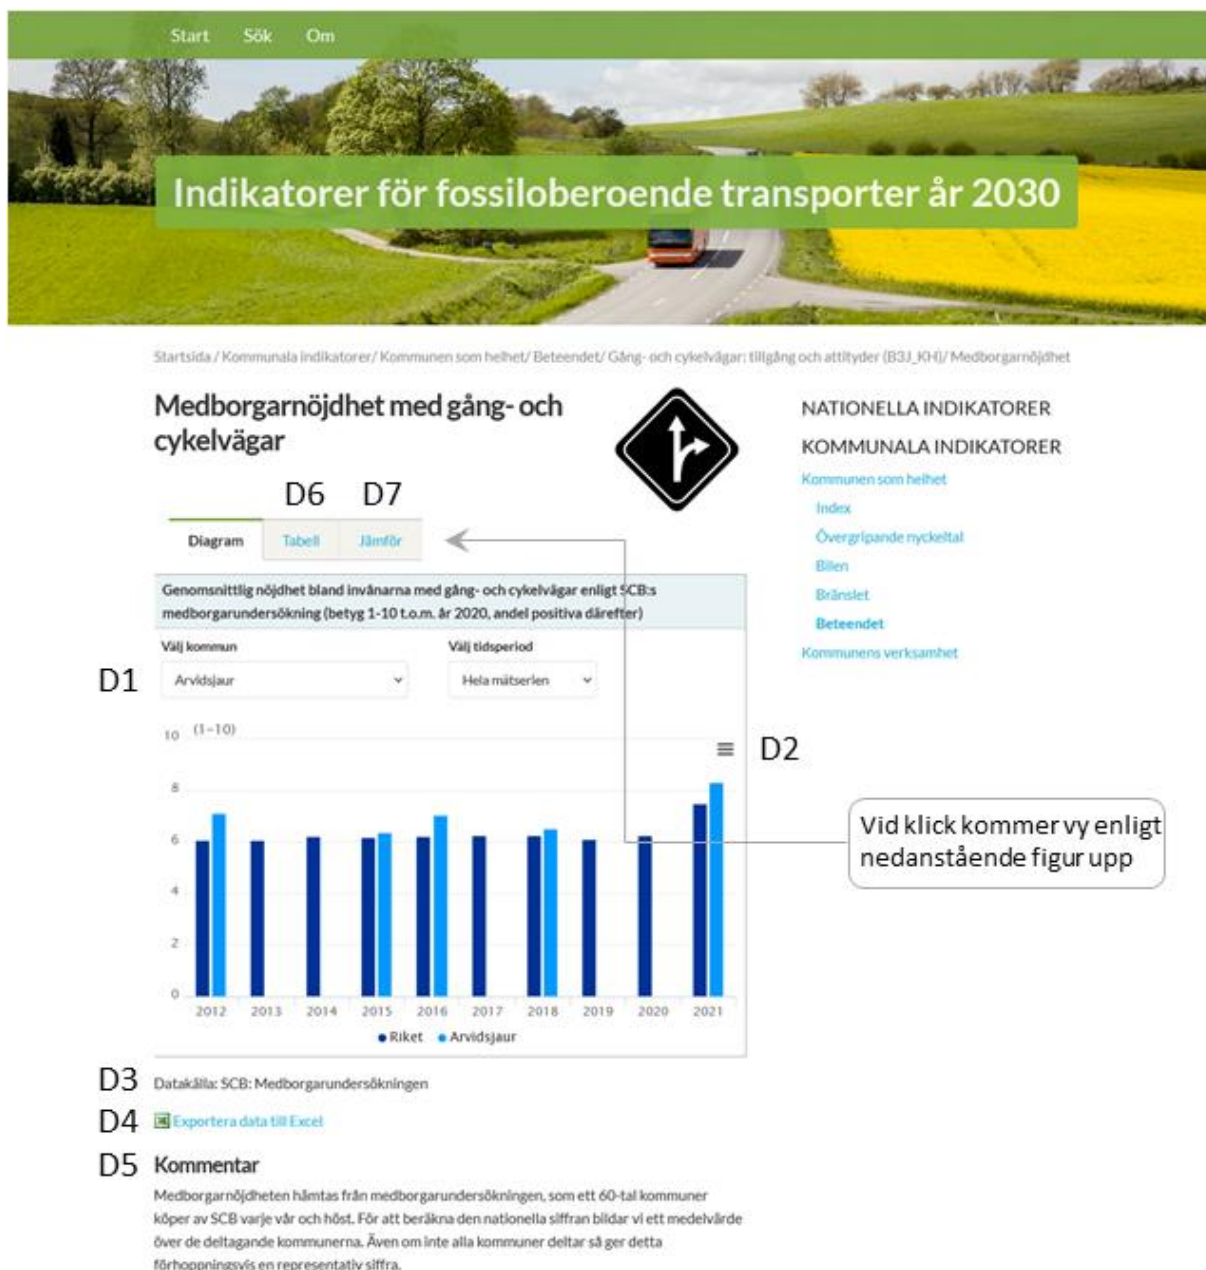 Start Sök Om
Indikatorer för fossiloberoende transporter år 2030
Startsida / Kommunala indikatorer/ Kommunen som helhet/ Beteendet/ Gång- och cykelvägar: tillgång och attityder (B3J_KH)/ Medborgarnöjdhet
Medborgarnöjdhet med gång- och
cykelvägar
NATIONELLA INDIKATORER
KOMMUNALA INDIKATORER
Kommunen som helhet
Index
Övergripande nyckeltal
Bilen
Bränslet
Beteendet
Kommunens verksamhet
D6 D7
Diagram Tabell Jämför
Genomsnittlig nöjdhet bland invånarna med gång- och cykelvägar enligt SCB:s
medborgarundersökning (betyg 1-10 t.o.m. år 2020, andel positiva därefter)
Välj kommun Välj tidsperiod
D1 Arvidsjaur Hela mätserien
10 (1–10)
D2
8
6
4
2
0
2012 2013 2014 2015 2016 2017 2018 2019 2020 2021
Riket Arvidsjaur
Vid klick kommer vy enligt
nedanstående figur upp
D3 Datakälla: SCB: Medborgarundersökningen
D4 Exportera data till Excel
D5 Kommentar
Medborgarnöjdheten hämtas från medborgarundersökningen, som ett 60-tal kommuner
köper av SCB varje vår och höst. För att beräkna den nationella siffran bildar vi ett medelvärde
över de deltagande kommunerna. Även om inte alla kommuner deltar så ger detta
förhoppningsvis en representativ siffra.